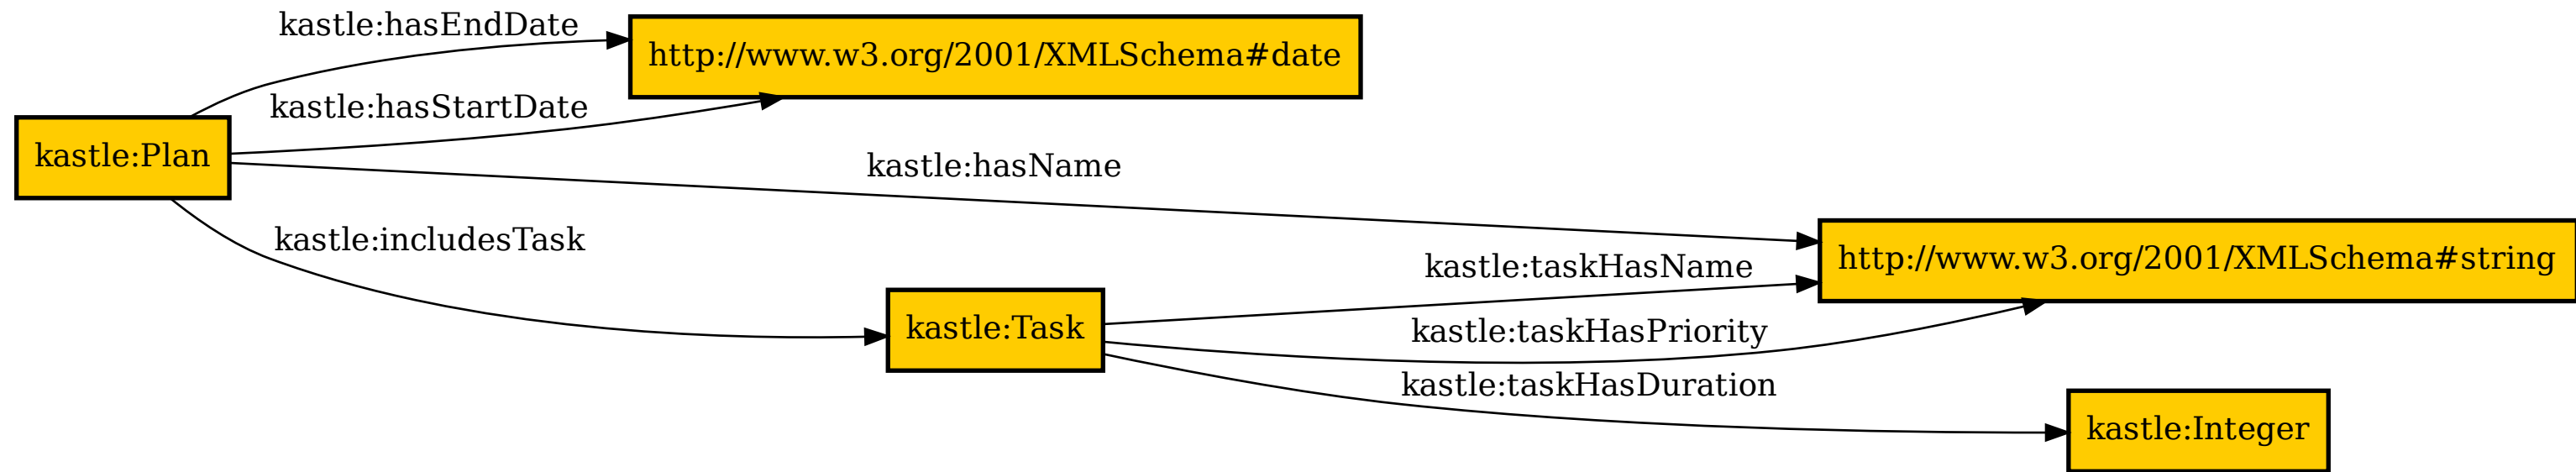 kastle:hasEndDate
http://www.w3.org/2001/XMLSchema#date
kastle:hasStartDate
kastle:Plan
kastle:hasName
kastle:includesTask
http://www.w3.org/2001/XMLSchema#string
kastle:taskHasName
kastle:Task
kastle:taskHasPriority
kastle:taskHasDuration
kastle:Integer